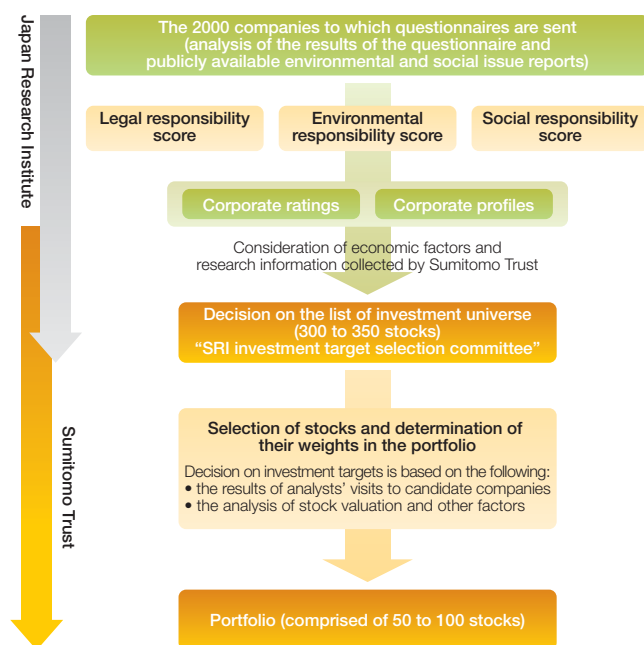 Japan Research Institute
The 2000 companies to which questionnaires are sent
(analysis of the results of the questionnaire and
publicly available environmental and social issue reports)
Legal responsibility
score
Environmental
responsibility score
Social responsibility
score
Corporate ratings
Corporate profiles
Consideration of economic factors and
research information collected by Sumitomo Trust
Decision on the list of investment universe
(300 to 350 stocks)
“SRI investment target selection committee”
Sumitomo Trust
Selection of stocks and determination of
their weights in the portfolio
Decision on investment targets is based on the following:
• the results of analysts’ visits to candidate companies
• the analysis of stock valuation and other factors
Portfolio (comprised of 50 to 100 stocks)